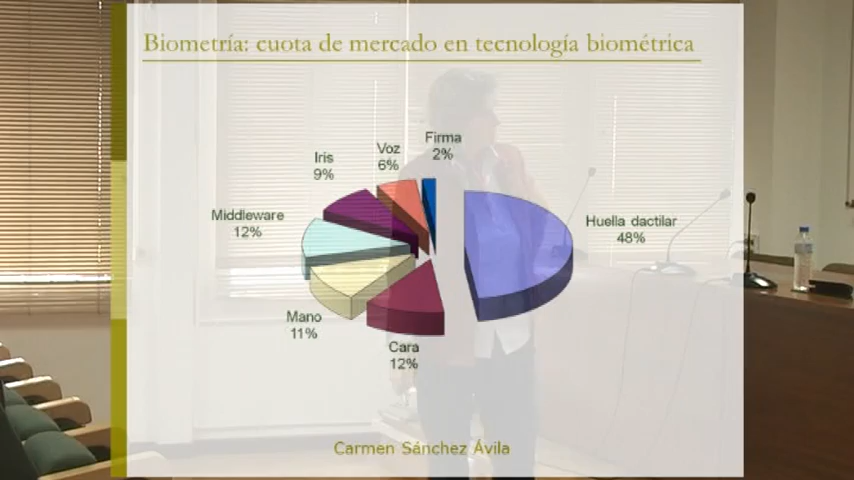 Biometría: cuota de mercado en tecnología biométrica
Firma
2%
Voz
6%
Iris
9%
Middleware
12%
Huella dactilar
48%
Mano
11%
Cara
12%
Carmen Sánchez Ávila